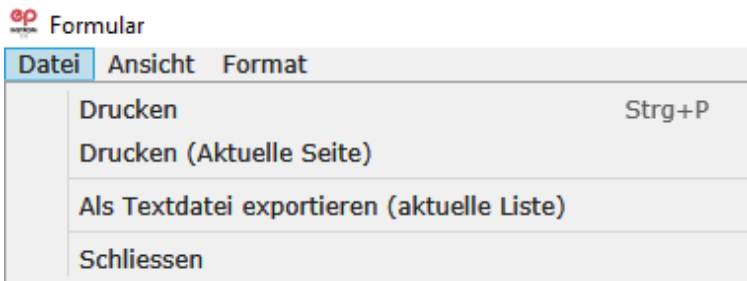 Formular
Datei Ansicht Format
Drucken Strg+P
Drucken (Aktuelle Seite)
Als Textdatei exportieren (aktuelle Liste)
Schliessen